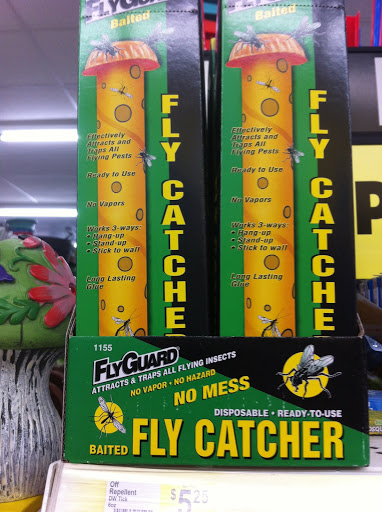 FLYGUARD
Baited
Effectively
Attracts and
Traps All
Flying Pests
Ready to Use
No Vapors
Works 3-ways:
• Hang-up
• Stand-up
• Stick to wall
Long Lasting
Glue
FLY CATCHE
FLYGUARD
Baited
Effectively
Attracts and
Traps All
Flying Pests
Ready to Use
No Vapors
Works 3-ways:
• Hang-up
• Stand-up
• Stick to wall
Long Lasting
Glue
FLY CATCHE
P
1155
FLYGUARD
ATTRACTS & TRAPS ALL FLYING INSECTS
NO VAPOR • NO HAZARD
NO MESS
DISPOSABLE • READY-TO-USE
BAITED FLY CATCHER
Off
Repellent
DW Tick
$5.25